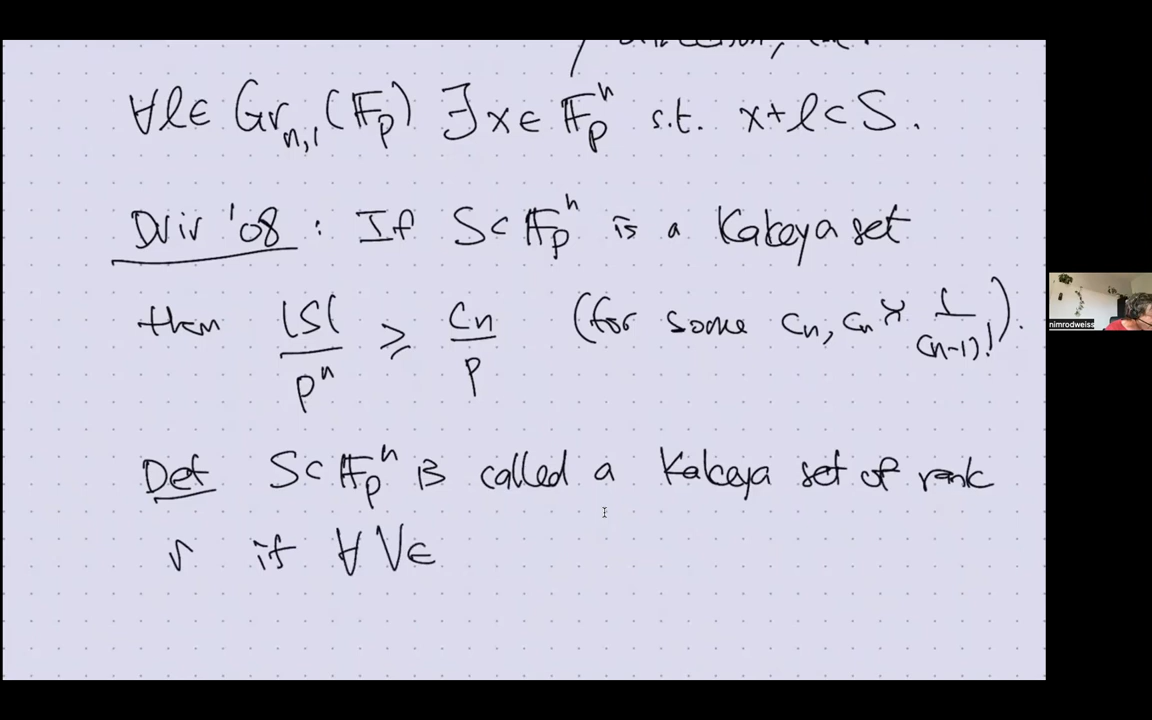 ∀ℓ∈ Gr_{n,1}(𝔽_p) ∃x∈ 𝔽_p^n s.t. x+ℓ⊂S.
Dvir '08 : If S⊂𝔽_p^n is a Kakeya set
then |S|/p^n ≥ c_n/p (for some c_n, c_n ≍ 1/(n-1)!).
Def S⊂𝔽_p^n is called a Kakeya set of rank
r if ∀V∈
nimrodweiss